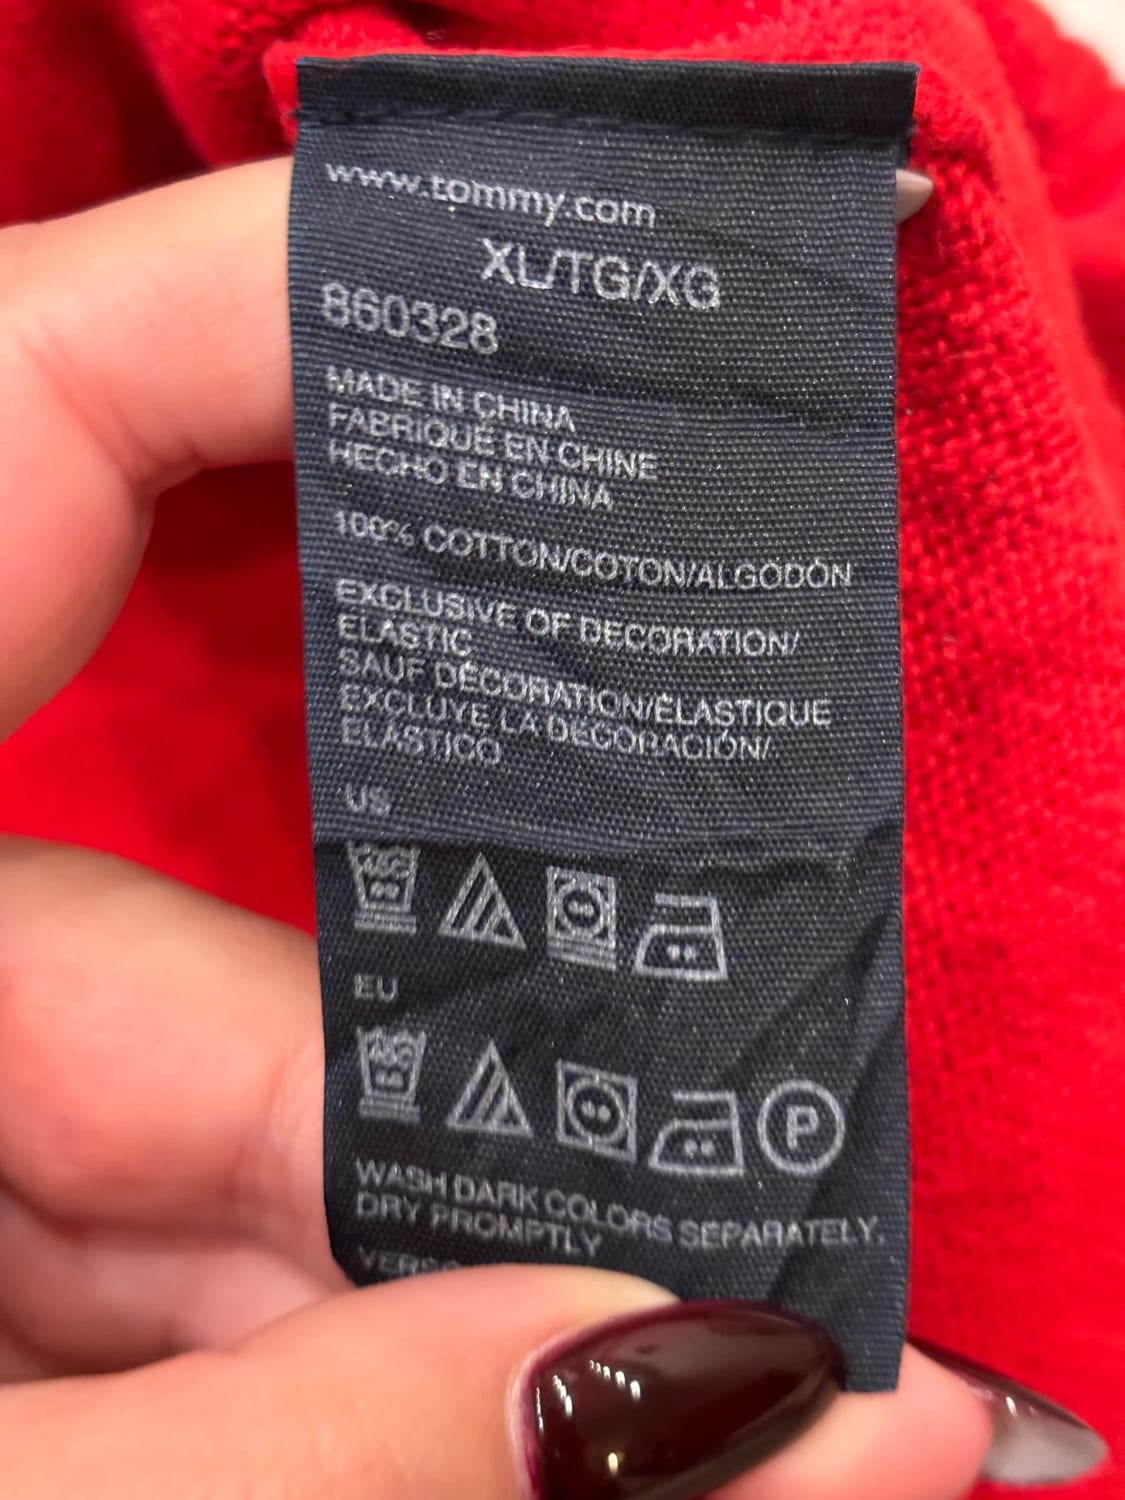 www.tommy.com
XL/TG/XG
860328
MADE IN CHINA
FABRIQUÉ EN CHINE
HECHO EN CHINA
100% COTTON/COTON/ALGODÓN
EXCLUSIVE OF DECORATION/
ELASTIC
SAUF DÉCORATION/ÉLASTIQUE
EXCLUYE LA DECORACIÓN/
ELÁSTICO
US
EU
P
WASH DARK COLORS SEPARATELY,
DRY PROMPTLY